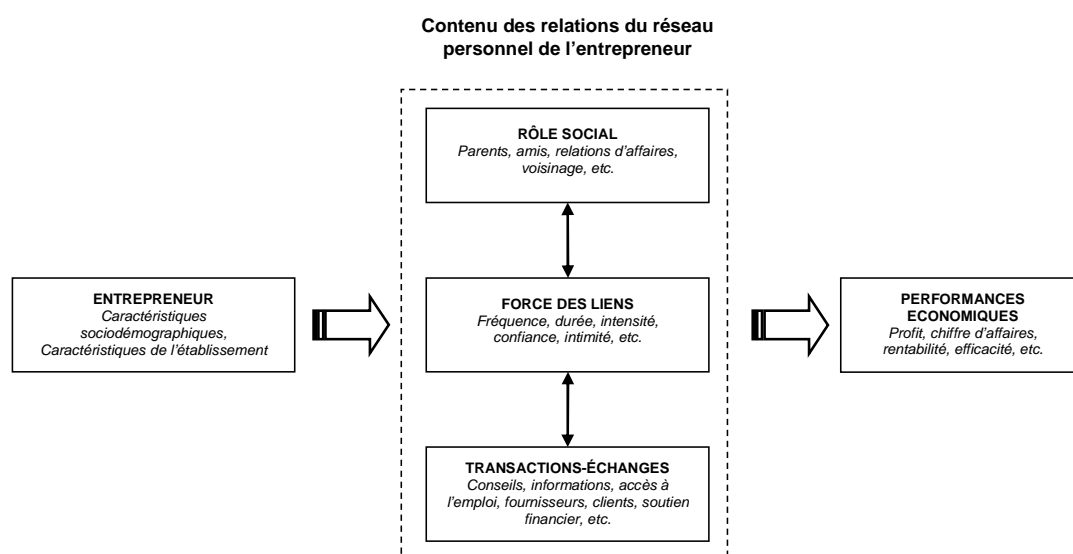 Contenu des relations du réseau
personnel de l'entrepreneur
RÔLE SOCIAL
Parents, amis, relations d'affaires,
voisinage, etc.
ENTREPRENEUR
Caractéristiques
sociodémographiques,
Caractéristiques de l'établissement
FORCE DES LIENS
Fréquence, durée, intensité,
confiance, intimité, etc.
PERFORMANCES
ECONOMIQUES
Profit, chiffre d'affaires,
rentabilité, efficacité, etc.
TRANSACTIONS-ÉCHANGES
Conseils, informations, accès à
l'emploi, fournisseurs, clients, soutien
financier, etc.